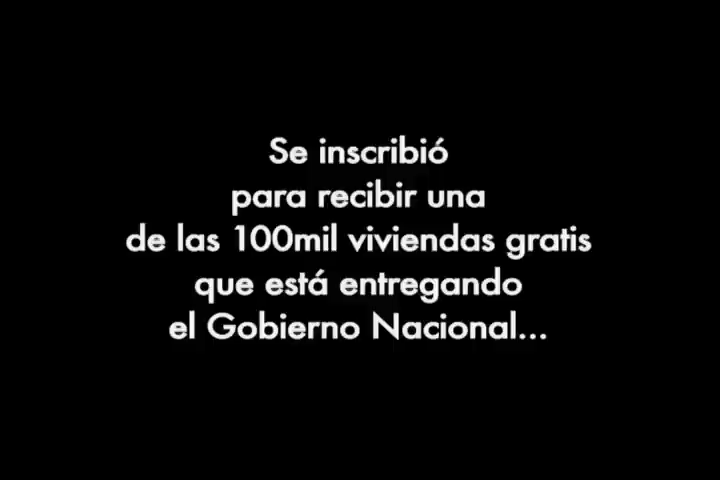 Se inscribió
para recibir una
de las 100mil viviendas gratis
que está entregando
el Gobierno Nacional...